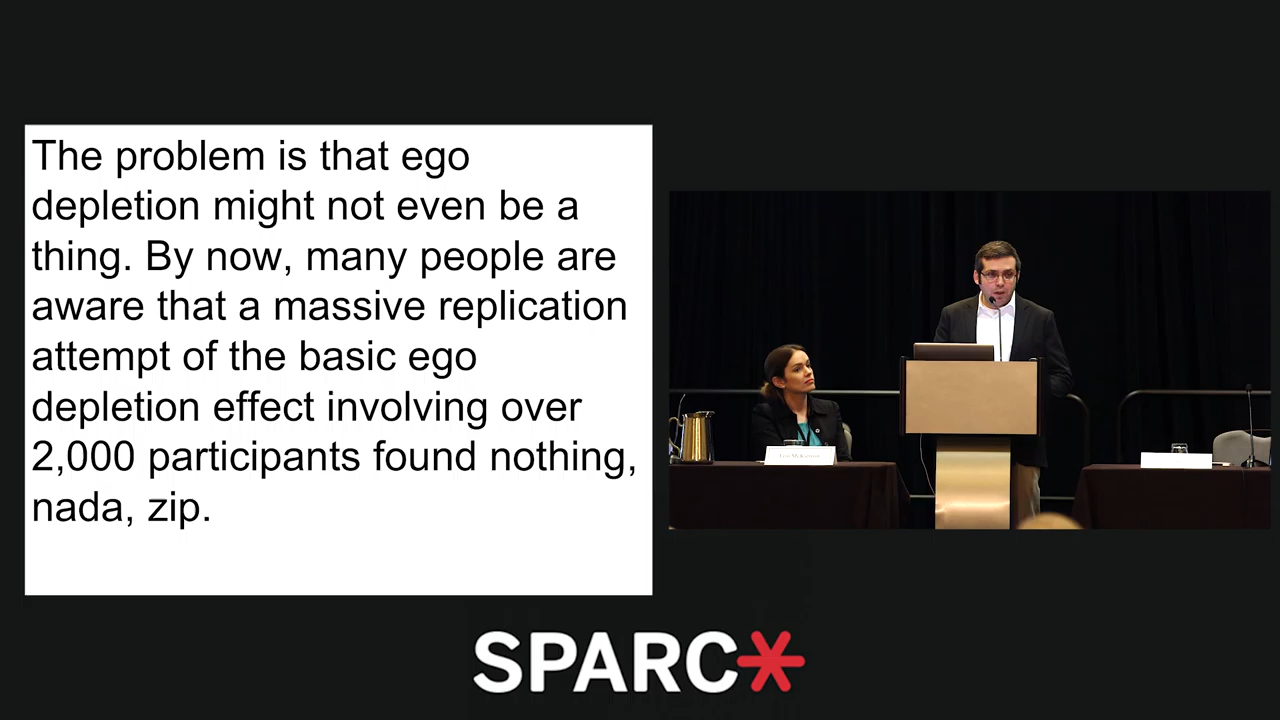 The problem is that ego
depletion might not even be a
thing. By now, many people are
aware that a massive replication
attempt of the basic ego
depletion effect involving over
2,000 participants found nothing,
nada, zip.
SPARC*